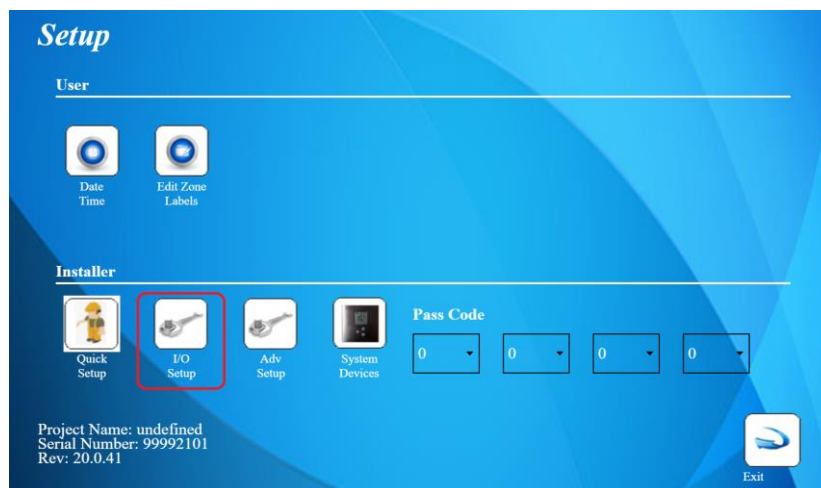 Setup
User
Date
Time
Edit Zone
Labels
Installer
Quick
Setup
I/O
Setup
Adv
Setup
System
Devices
Pass Code
0 0 0 0
Project Name: undefined
Serial Number: 99992101
Rev: 20.0.41
Exit